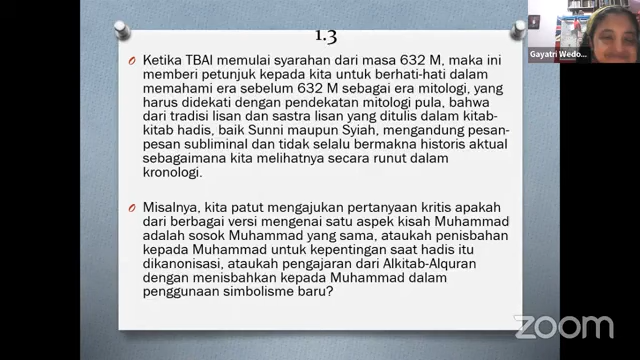 1.3
Ketika TBAI memulai syarahan dari masa 632 M, maka ini
memberi petunjuk kepada kita untuk berhati-hati dalam
memahami era sebelum 632 M sebagai era mitologi, yang
harus didekati dengan pendekatan mitologi pula, bahwa
dari tradisi lisan dan sastra lisan yang ditulis dalam kitab-
kitab hadis, baik Sunni maupun Syiah, mengandung pesan-
pesan subliminal dan tidak selalu bermakna historis aktual
sebagaimana kita melihatnya secara runut dalam
kronologi.
Misalnya, kita patut mengajukan pertanyaan kritis apakah
dari berbagai versi mengenai satu aspek kisah Muhammad
adalah sosok Muhammad yang sama, ataukah penisbahan
kepada Muhammad untuk kepentingan saat hadis itu
dikanonisasi, ataukah pengajaran dari Alkitab-Alquran
dengan menisbahkan kepada Muhammad dalam
penggunaan simbolisme baru?
Gayatri Wedo...
zoom